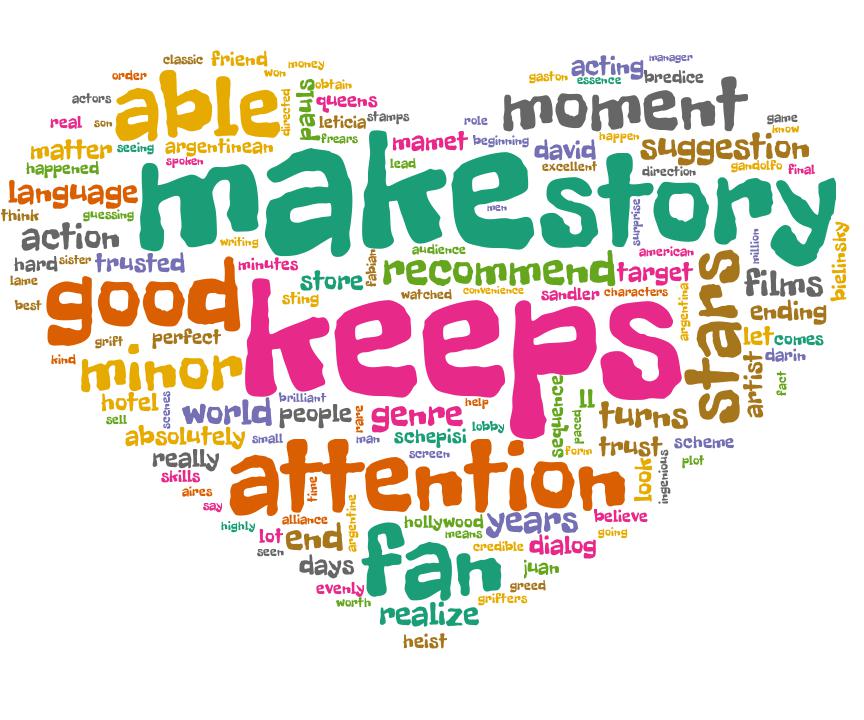 classic
friend
money
won
order
acting
manager
gaston
essence
bredice
actors
able
directed
pauls
obtain
queens
moment
real
son
leticia
stamps
frears
role
game
know
matter
seeing
argentinean
mamet
beginning
david
happen
suggestion
happened
spoken
lead
excellent
direction
gandolfo
final
language
make
story
think
guessing
men
surprise
action
writing
audience
american
million
bielinsky
hard
sister
trusted
minutes
fabian
recommend
target
stars
lame
store
films
best
good
sting
watched
convenience
sandler
characters
argentina
ending
grift
perfect
keeps
let
comes
kind
minor
artist
darin
fact
hotel
scenes
brilliant
help
sequence
ll
sell
world
people
rare
genre
lobby
paced
turns
absolutely
small
man
schepisi
trust
scheme
really
screen
form
look
ingenious
plot
skills
attention
aires
time
say
alliance
argentine
highly
hollywood
years
believe
lot
end
means
going
seen
fan
credible
dialog
days
juan
evenly
greed
worth
grifters
realize
heist